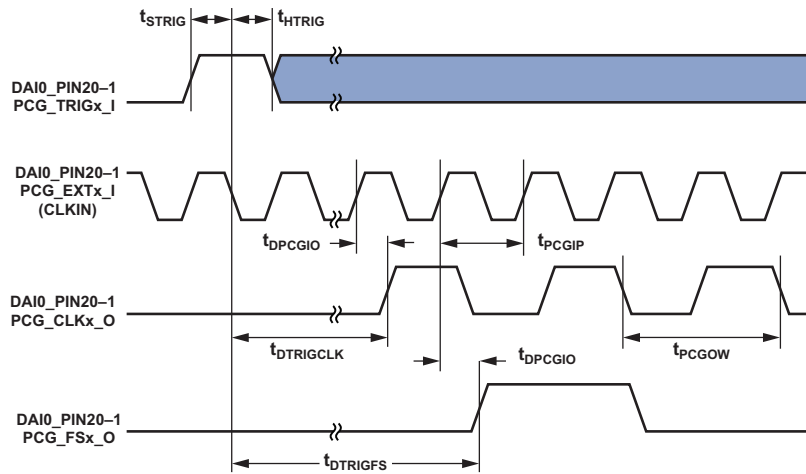 tSTRIG tHTRIG
DAI0_PIN20–1
PCG_TRIGx_I
DAI0_PIN20–1
PCG_EXTx_I
(CLKIN)
tDPCGIO tPCGIP
DAI0_PIN20–1
PCG_CLKx_O
tDTRIGCLK tDPCGIO tPCGOW
DAI0_PIN20–1
PCG_FSx_O
tDTRIGFS